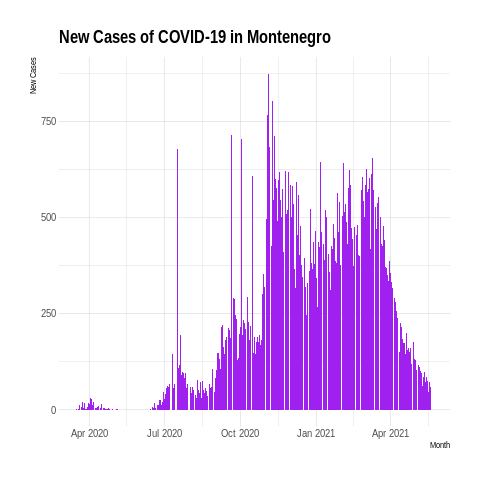 New Cases of COVID-19 in Montenegro
New Cases
750
500
250
0
Apr 2020 Jul 2020 Oct 2020 Jan 2021 Apr 2021
Month